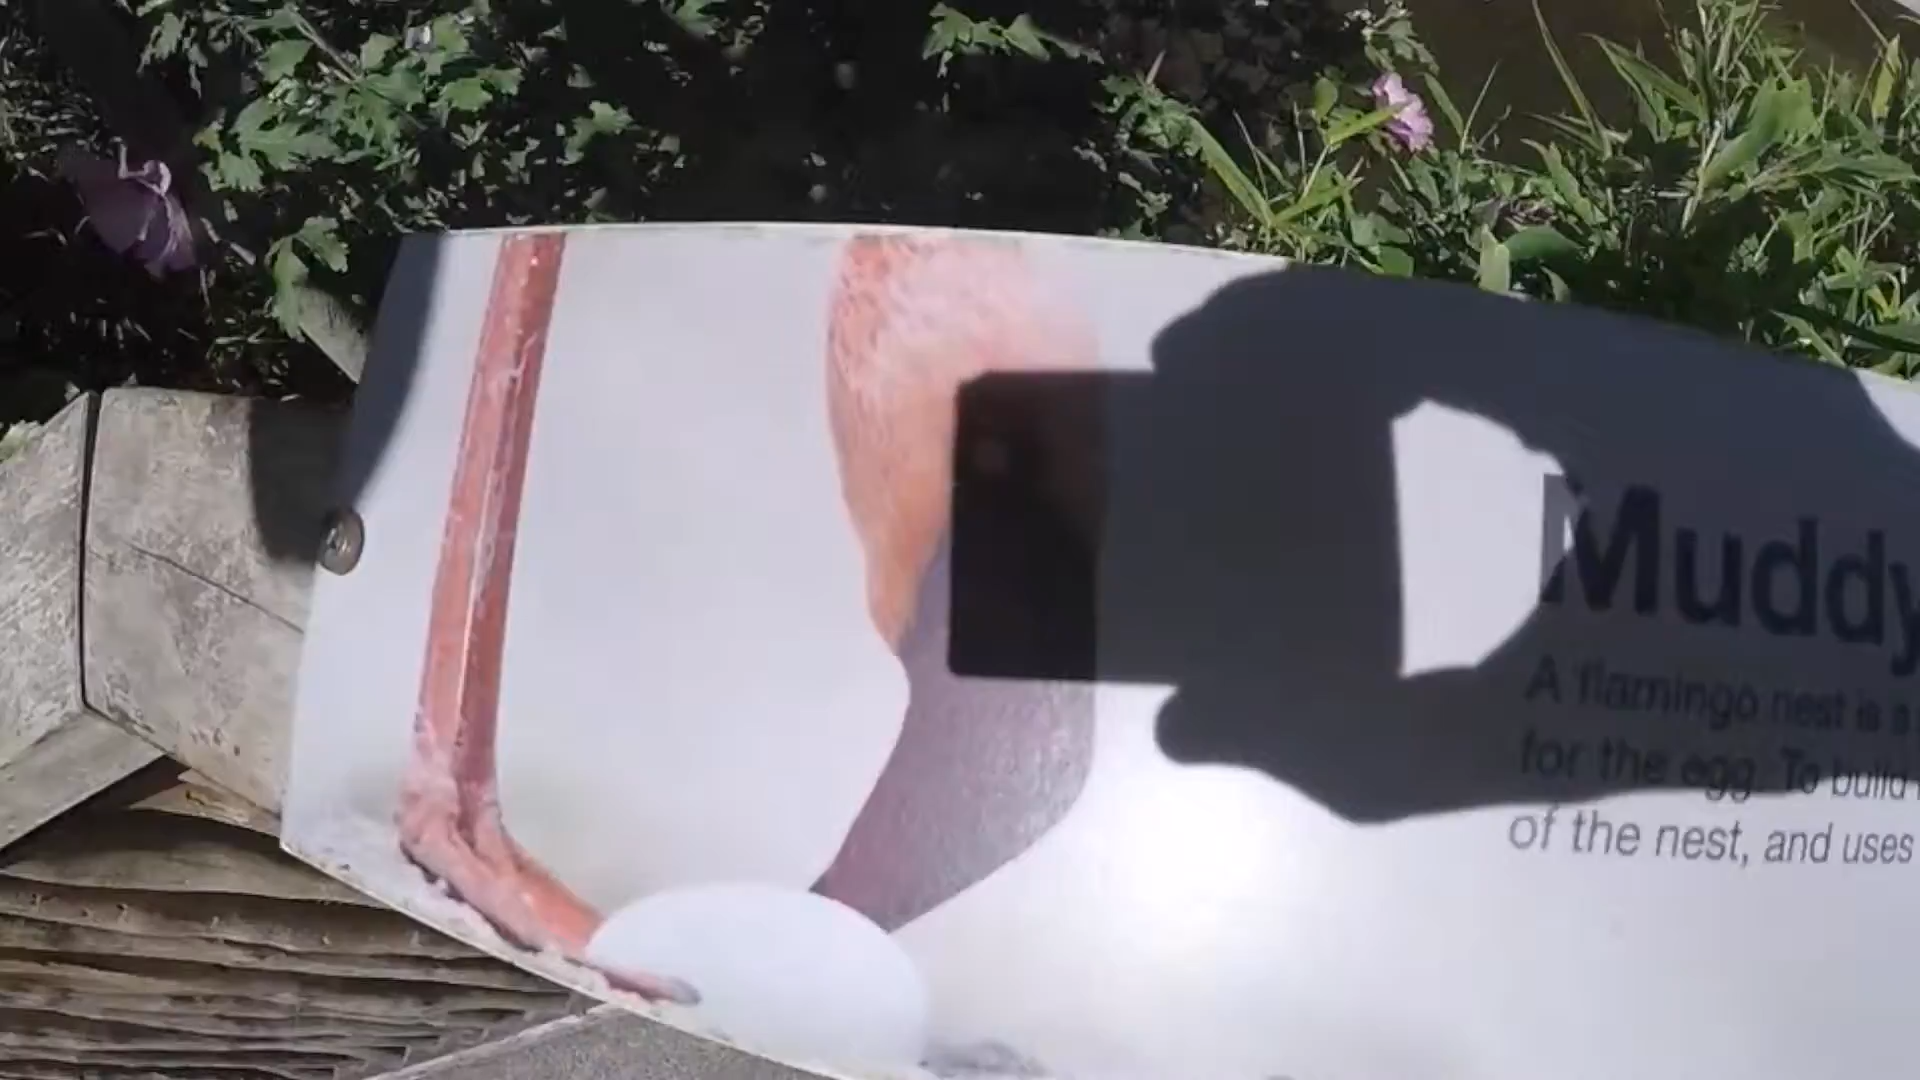 Muddy
A flamingo nest is a
for the egg. To build
of the nest, and uses